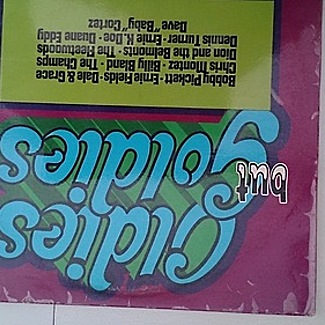 Oldies
but
goldies
Bobby Pickett · Ernie Fields · Dale & Grace
Chris Montez · Billy Bland · The Champs
Dion and the Belmonts · The Fleetwoods
Dennis Turner · Ernie K. Doe · Duane Eddy
Dave "Baby" Cortez